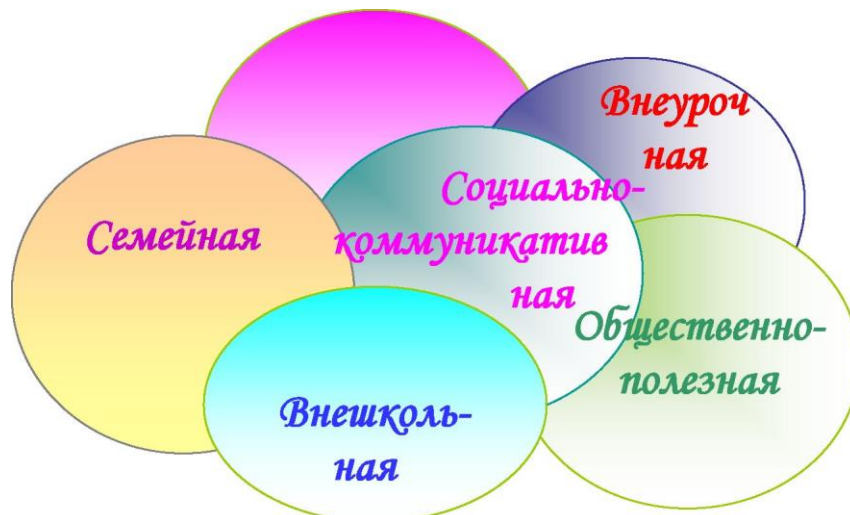 Внеуроч
ная
Социально-
коммуникатив
ная
Семейная
Общественно-
полезная
Внешколь-
ная